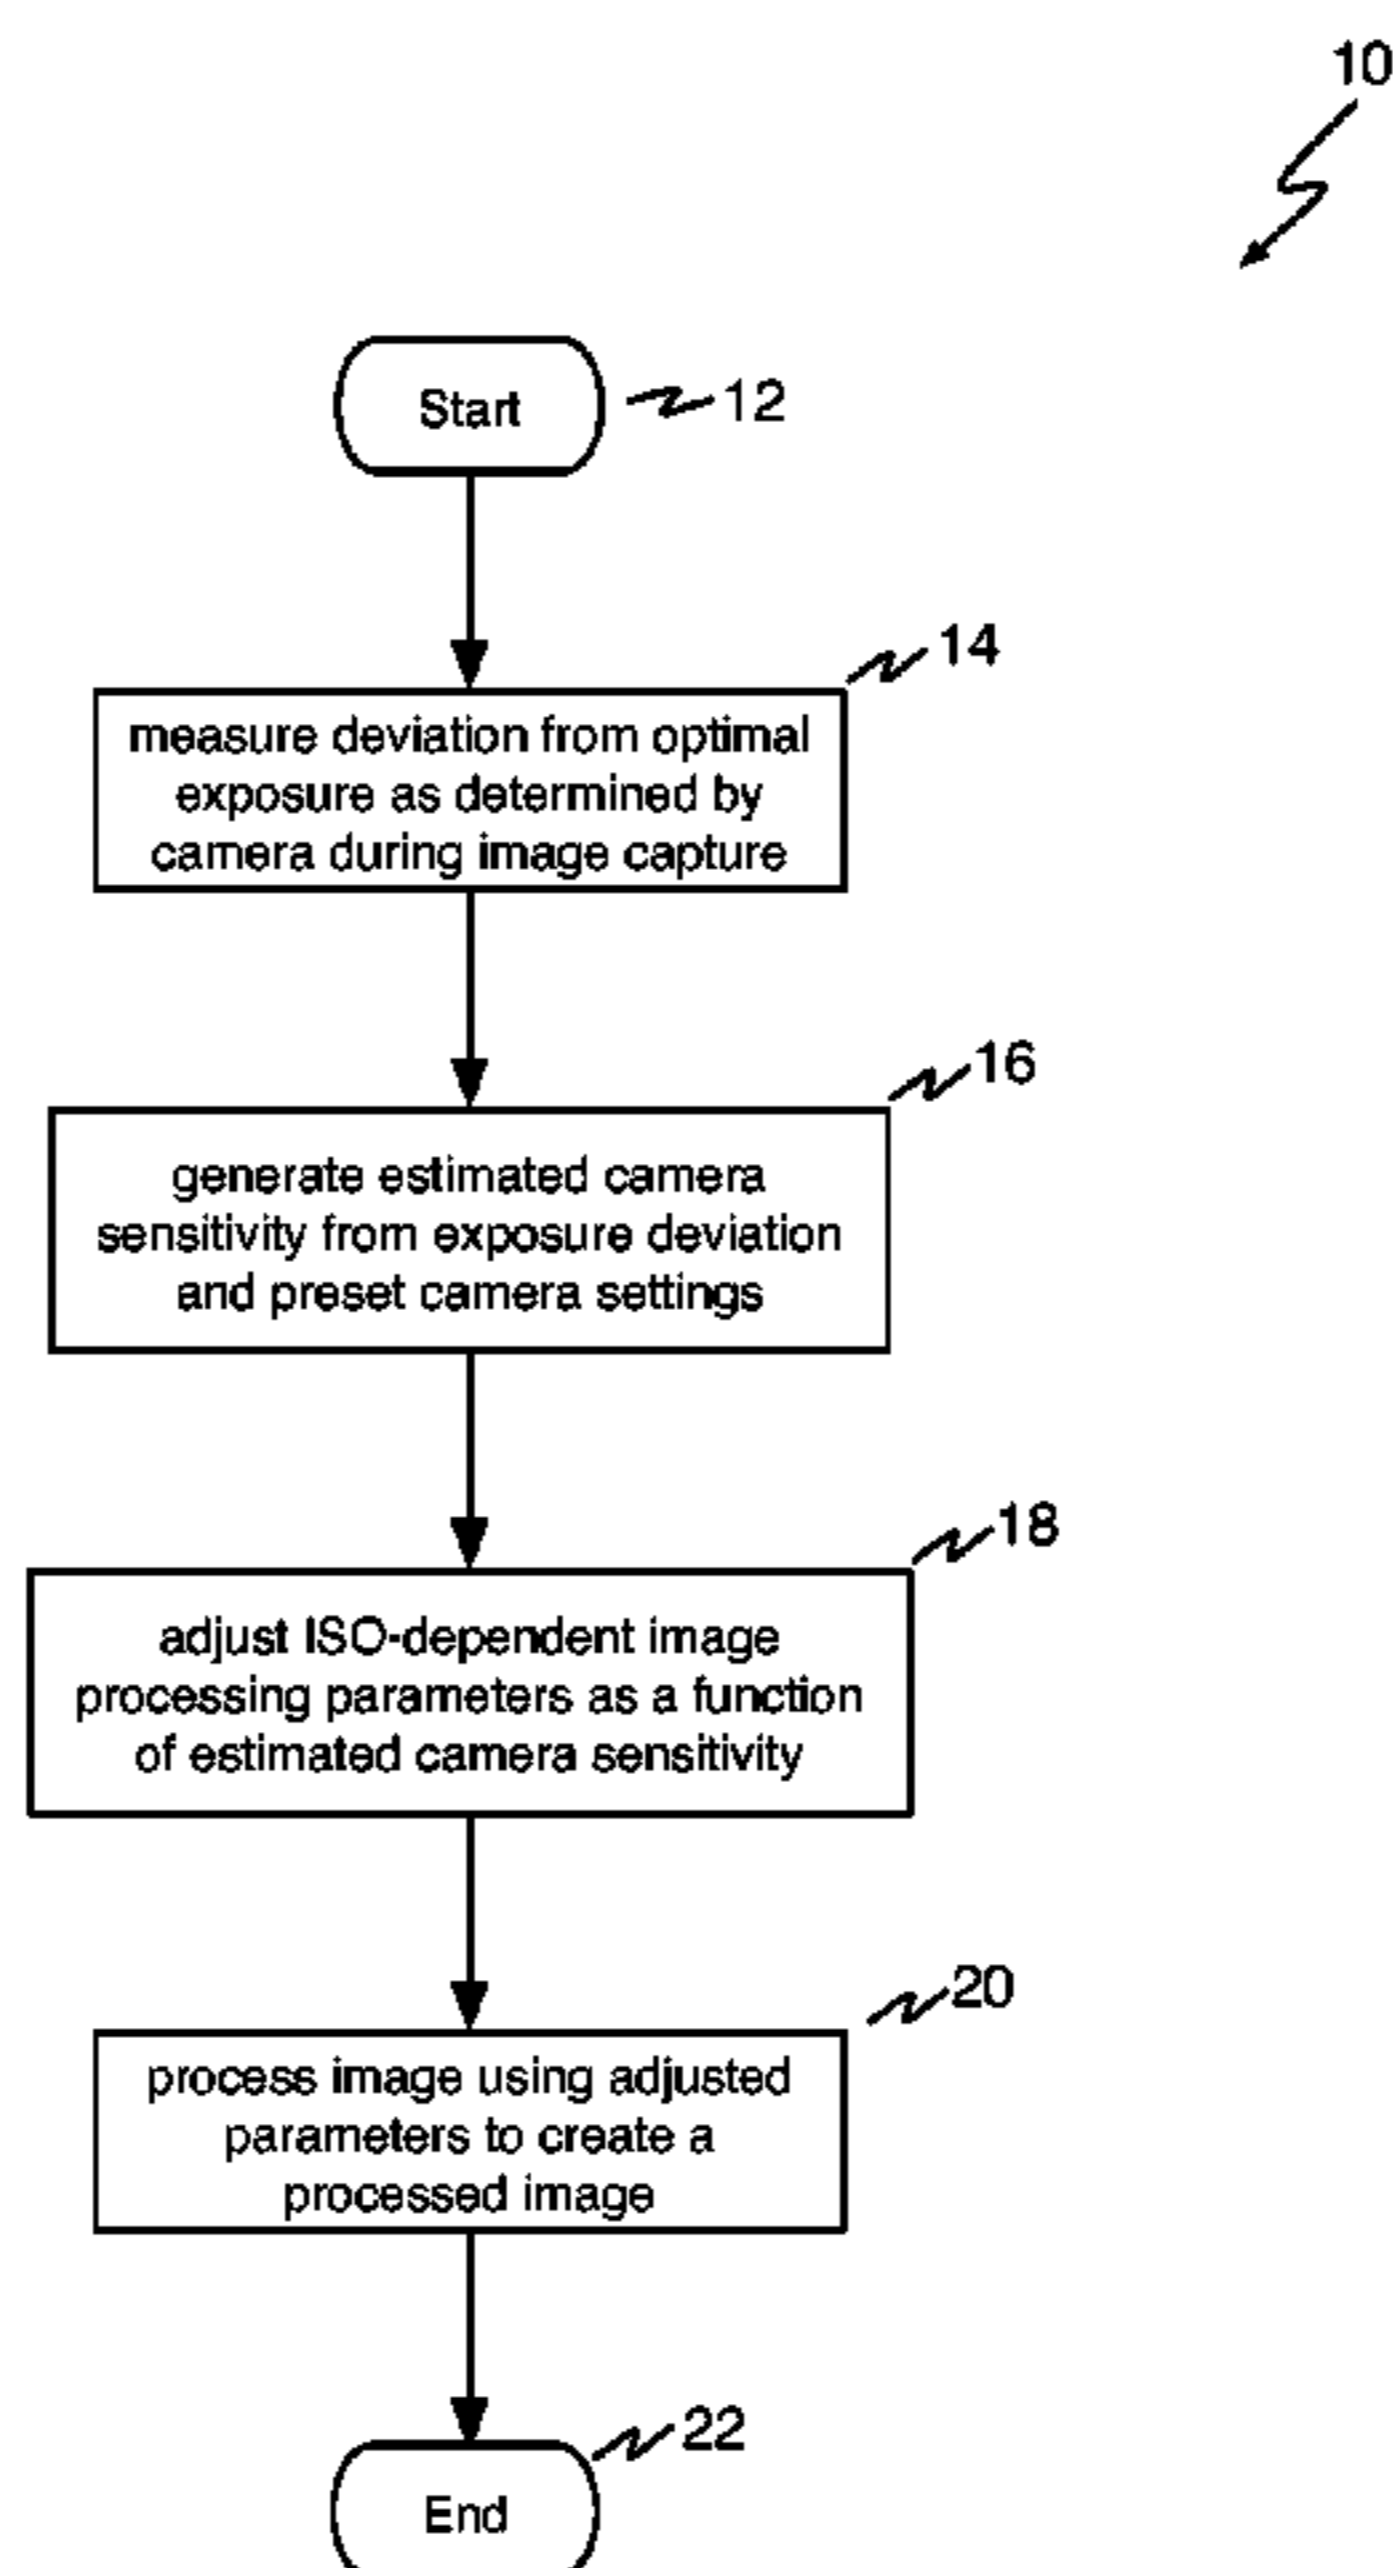 10
Start
12
14
measure deviation from optimal
exposure as determined by
camera during image capture
16
generate estimated camera
sensitivity from exposure deviation
and preset camera settings
18
adjust ISO-dependent image
processing parameters as a function
of estimated camera sensitivity
20
process image using adjusted
parameters to create a
processed image
22
End